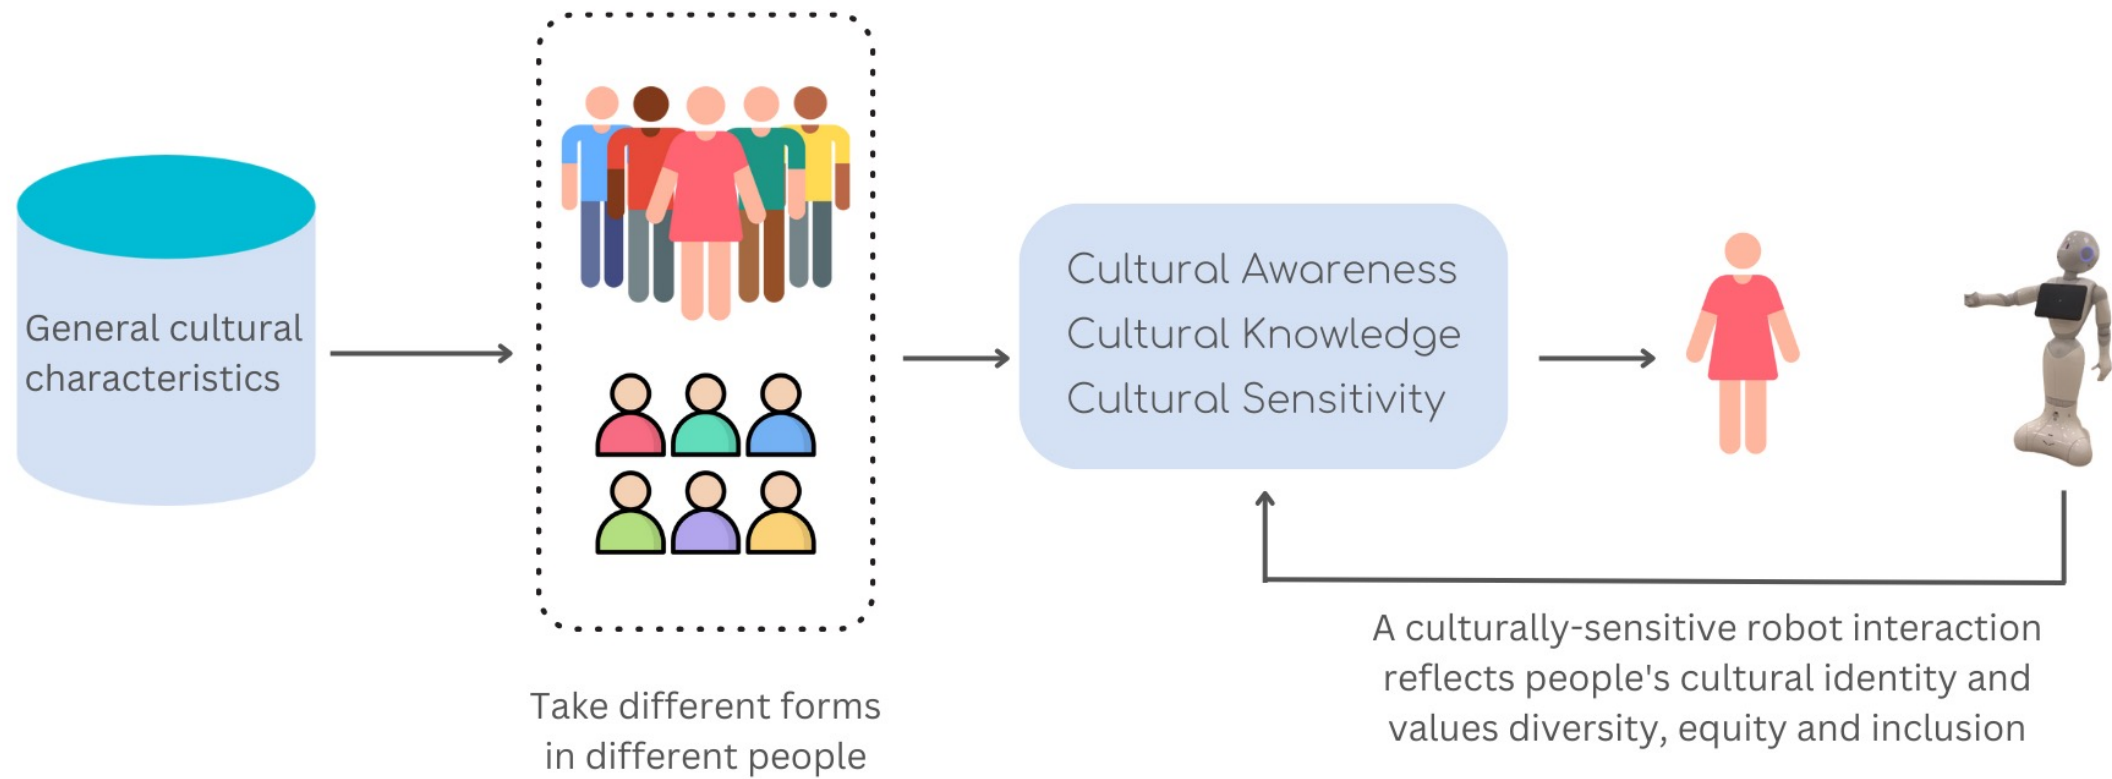 General cultural
characteristics
Take different forms
in different people
Cultural Awareness
Cultural Knowledge
Cultural Sensitivity
A culturally-sensitive robot interaction
reflects people's cultural identity and
values diversity, equity and inclusion